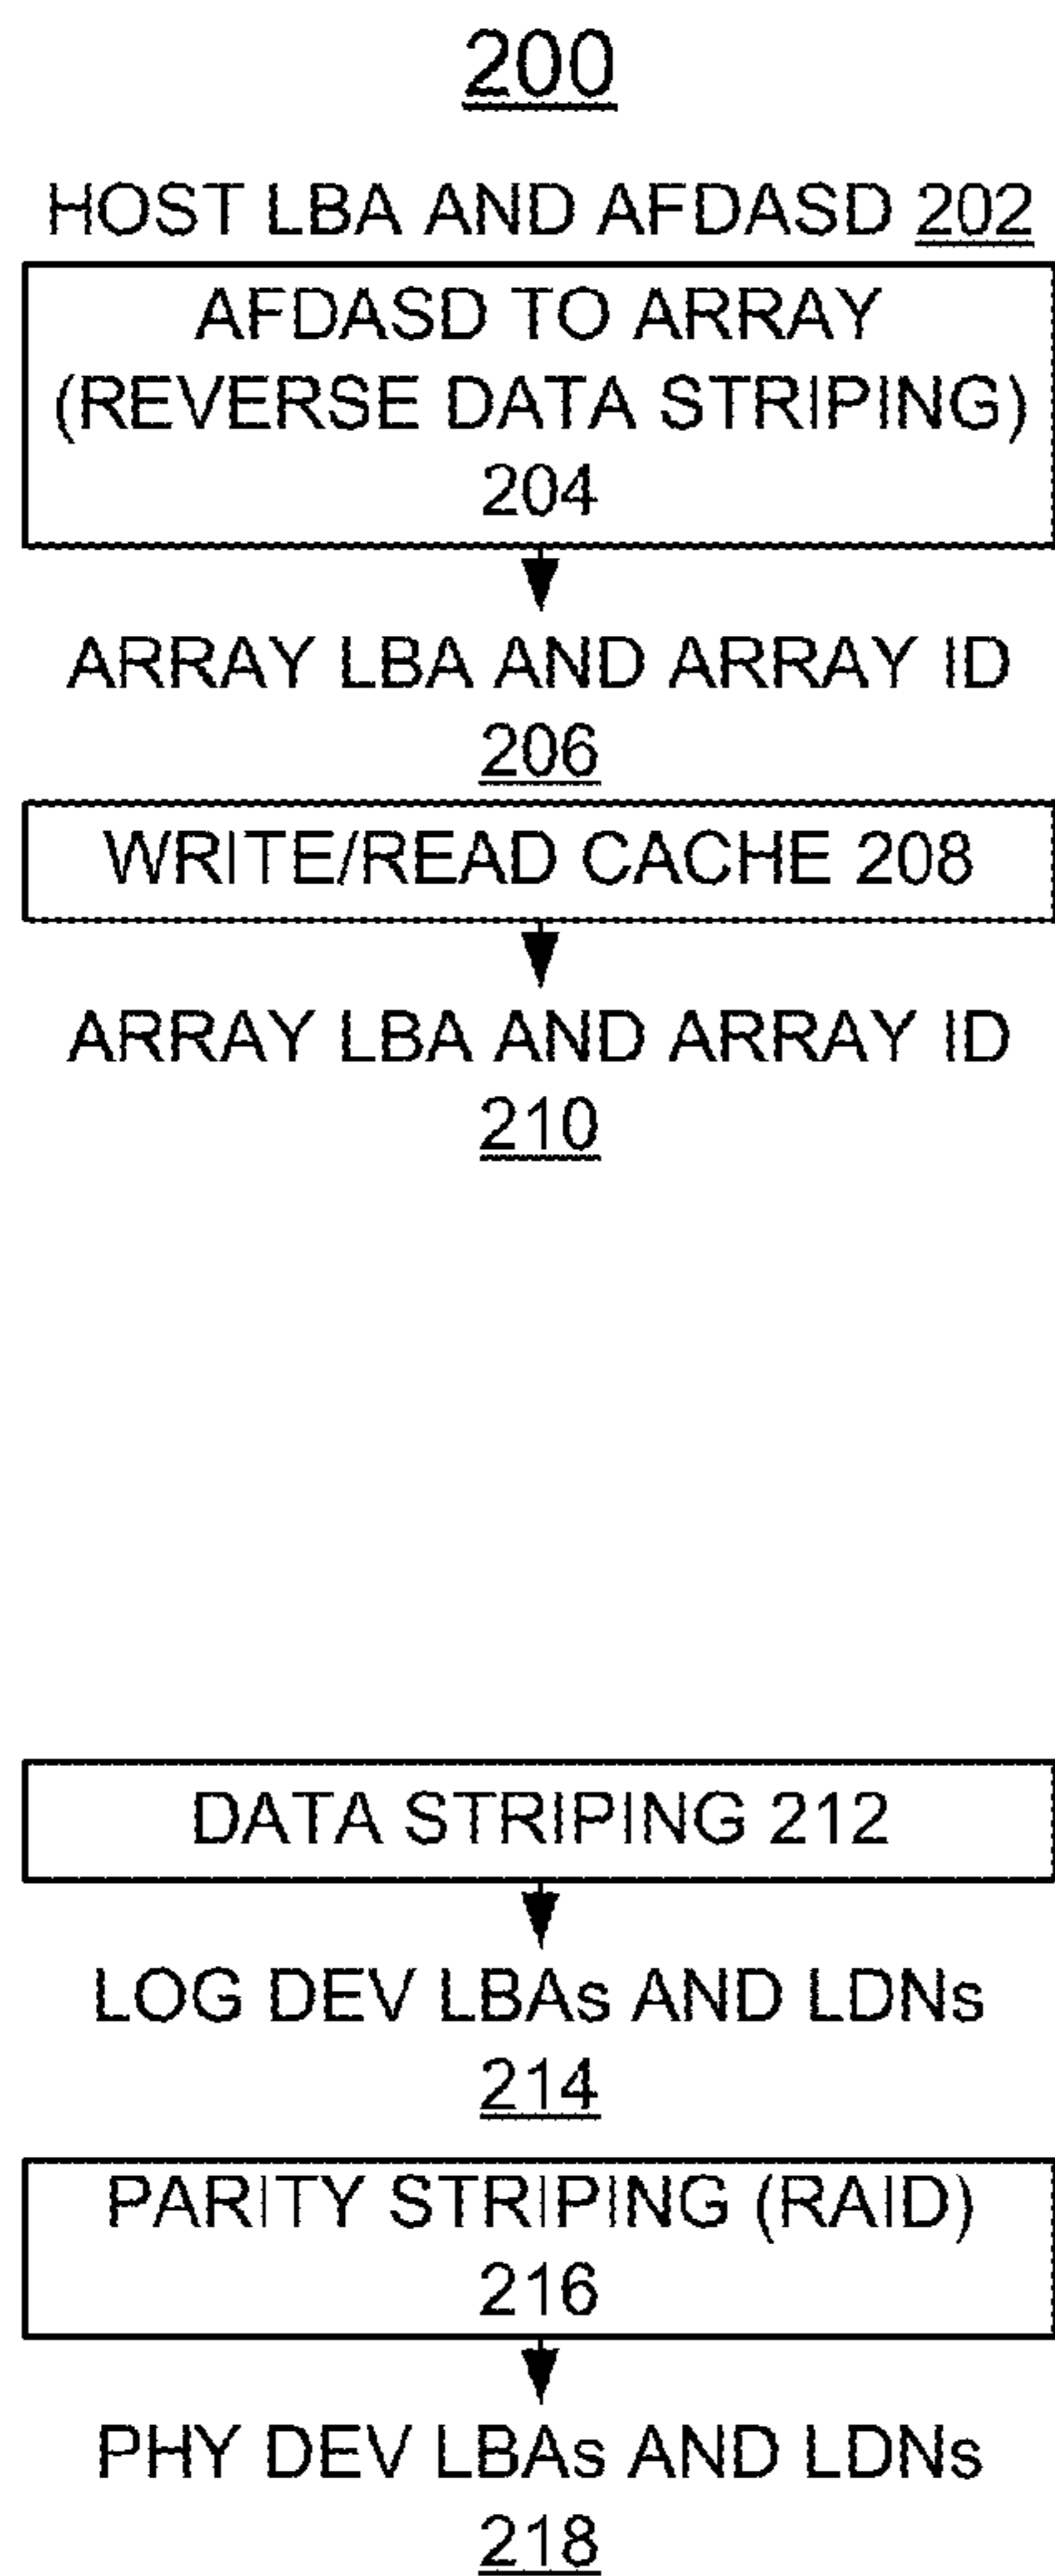 200
HOST LBA AND AFDASD 202
AFDASD TO ARRAY
(REVERSE DATA STRIPING)
204
ARRAY LBA AND ARRAY ID
206
WRITE/READ CACHE 208
ARRAY LBA AND ARRAY ID
210
DATA STRIPING 212
LOG DEV LBAs AND LDNs
214
PARITY STRIPING (RAID)
216
PHY DEV LBAs AND LDNs
218